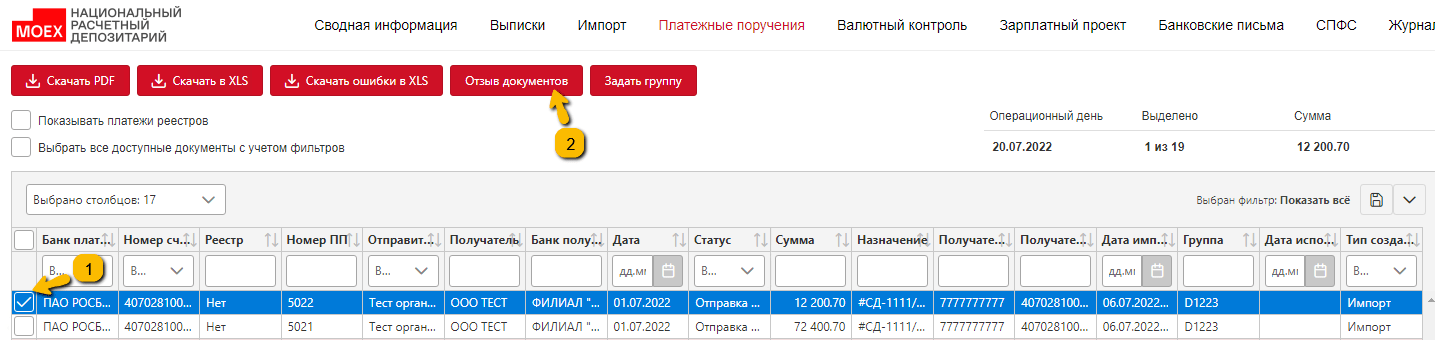 MOEX НАЦИОНАЛЬНЫЙ РАСЧЕТНЫЙ ДЕПОЗИТАРИЙ
Сводная информация Выписки Импорт Платежные поручения Валютный контроль Зарплатный проект Банковские письма СПФС Журнал
Скачать PDF Скачать в XLS Скачать ошибки в XLS Отзыв документов Задать группу
Показывать платежи реестров
2
Выбрать все доступные документы с учетом фильтров
Операционный день Выделено Сумма
20.07.2022 1 из 19 12 200.70
Выбрано столбцов: 17
Выбран фильтр: Показать всё
Банк плат... Номер сч... Реестр Номер ПП Отправит... Получатель Банк полу... Дата Статус Сумма Назначение Получате... Получате... Дата имп... Группа Дата испо... Тип созда...
1
В... В... В... дд.мм В... дд.мм дд.мм В...
ПАО РОСБ... 407028100... Нет 5022 Тест орган... ООО ТЕСТ ФИЛИАЛ "... 01.07.2022 Отправка ... 12 200.70 #СД-1111/... 7777777777 407028100... 06.07.2022... D1223 Импорт
ПАО РОСБ... 407028100... Нет 5021 Тест орган... ООО ТЕСТ ФИЛИАЛ "... 01.07.2022 Отправка ... 72 400.70 #СД-1111/... 7777777777 407028100... 06.07.2022... D1223 Импорт